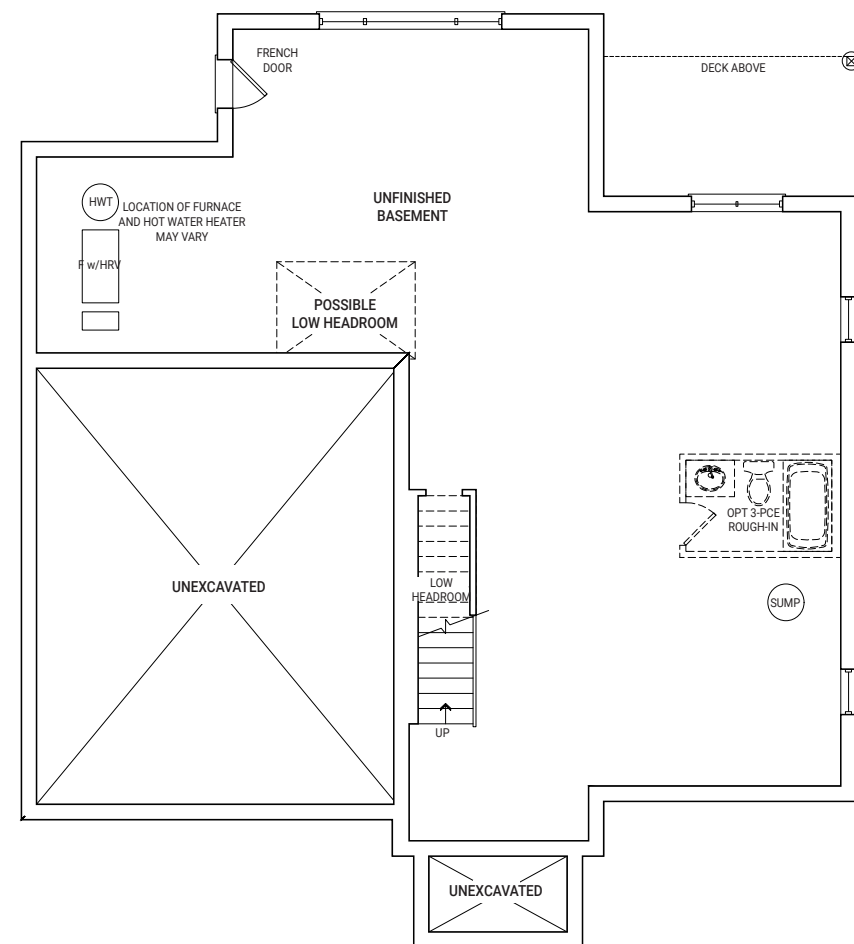 FRENCH
DOOR
DECK ABOVE
HWT
LOCATION OF FURNACE
AND HOT WATER HEATER
MAY VARY
UNFINISHED
BASEMENT
F w/HRV
POSSIBLE
LOW HEADROOM
OPT 3-PCE
ROUGH-IN
UNEXCAVATED
LOW
HEADROOM
SUMP
UP
UNEXCAVATED